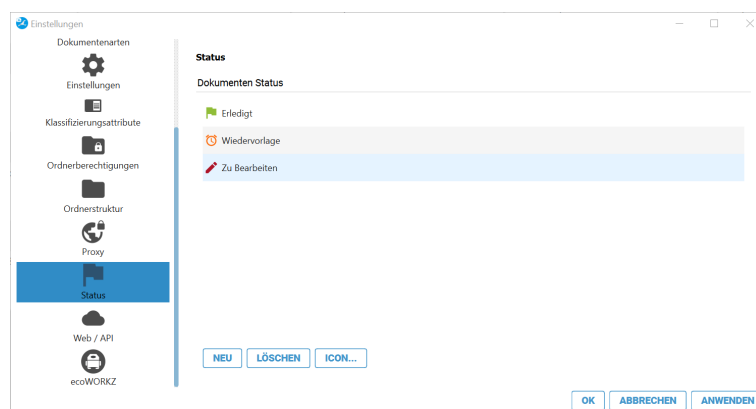 Einstellungen
Dokumentenarten
Einstellungen
Klassifizierungsattribute
Ordnerberechtigungen
Ordnerstruktur
Proxy
Status
Web / API
ecoWORKZ
Status
Dokumenten Status
Erledigt
Wiedervorlage
Zu Bearbeiten
NEU LÖSCHEN ICON...
OK ABBRECHEN ANWENDEN